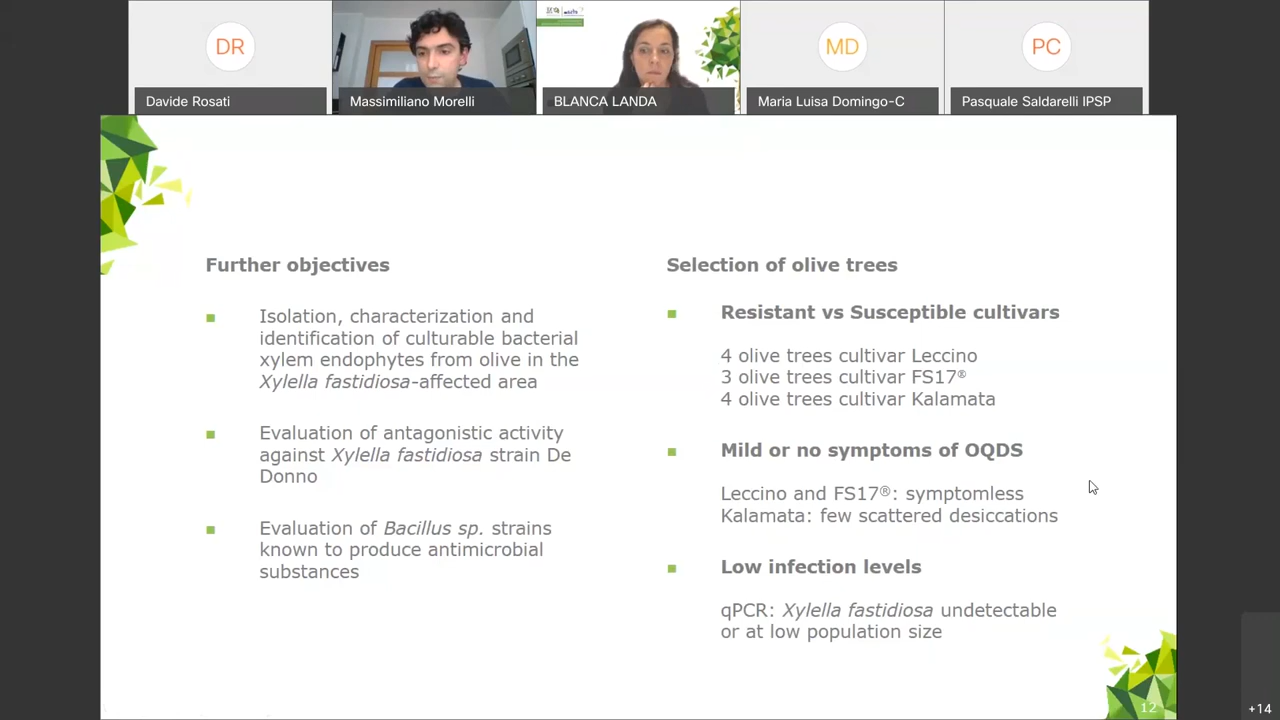 DR
MD
PC
Davide Rosati
Massimiliano Morelli
BLANCA LANDA
Maria Luisa Domingo-C
Pasquale Saldarelli IPSP
Further objectives
Isolation, characterization and
identification of culturable bacterial
xylem endophytes from olive in the
Xylella fastidiosa-affected area
Evaluation of antagonistic activity
against Xylella fastidiosa strain De
Donno
Evaluation of Bacillus sp. strains
known to produce antimicrobial
substances
Selection of olive trees
Resistant vs Susceptible cultivars
4 olive trees cultivar Leccino
3 olive trees cultivar FS17®
4 olive trees cultivar Kalamata
Mild or no symptoms of OQDS
Leccino and FS17®: symptomless
Kalamata: few scattered desiccations
Low infection levels
qPCR: Xylella fastidiosa undetectable
or at low population size
12
+14